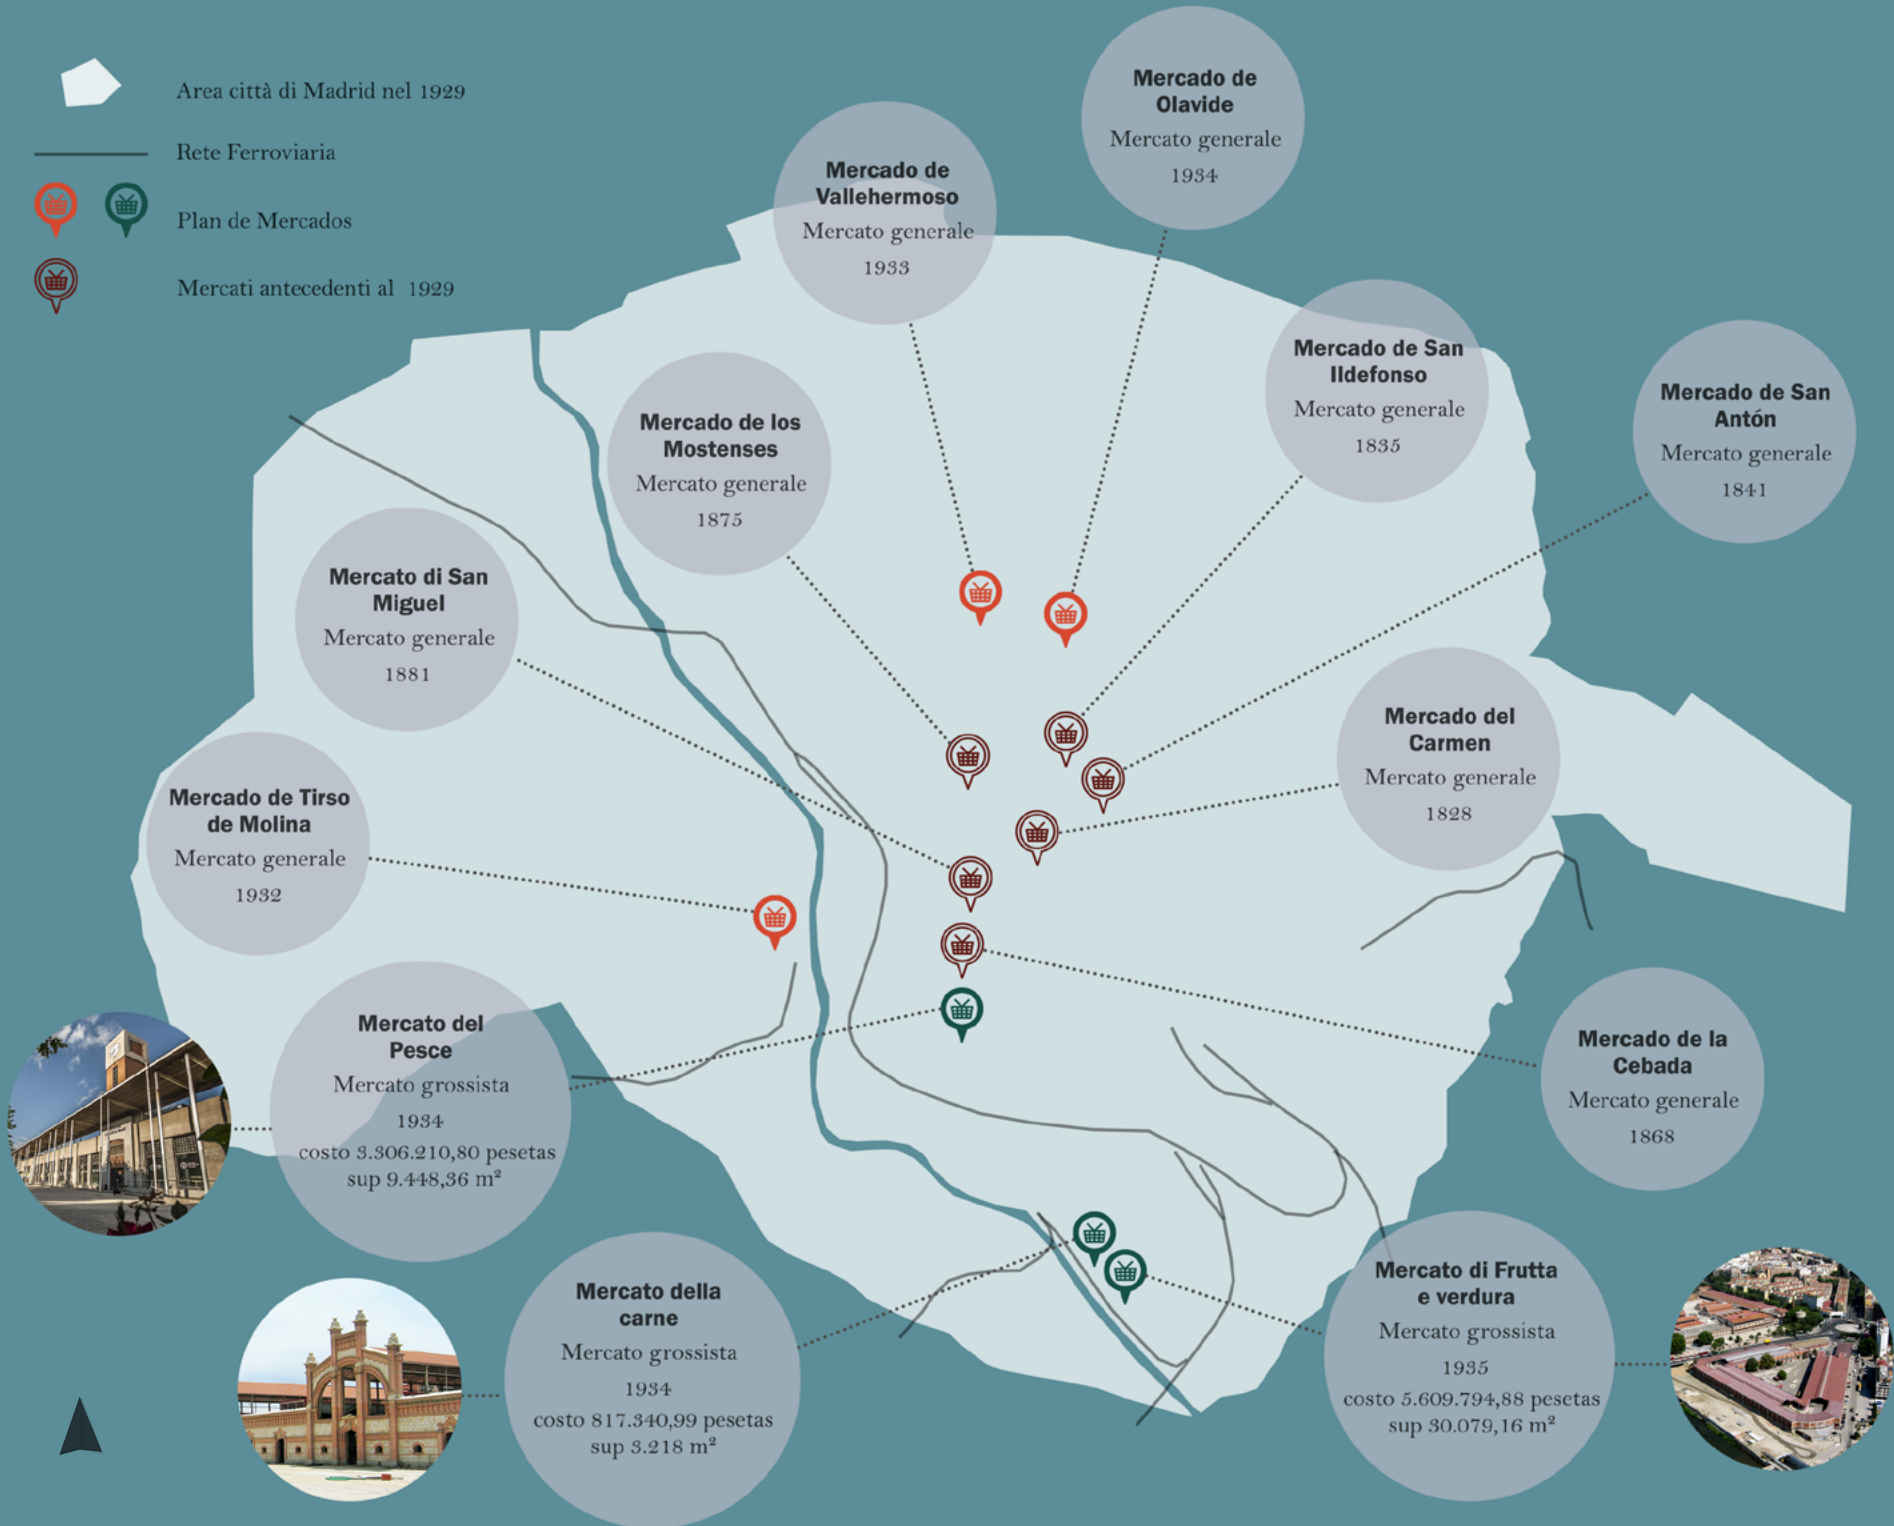 Area città di Madrid nel 1929
Rete Ferroviaria
Plan de Mercados
Mercati antecedenti al 1929
Mercado de
Olavide
Mercato generale
1934
Mercado de
Vallehermoso
Mercato generale
1933
Mercado de San
Ildefonso
Mercato generale
1835
Mercado de San
Antón
Mercato generale
1841
Mercado de los
Mostenses
Mercato generale
1875
Mercato di San
Miguel
Mercato generale
1881
Mercado del
Carmen
Mercato generale
1828
Mercado de Tirso
de Molina
Mercato generale
1932
Mercato del
Pesce
Mercato grossista
1934
costo 3.306.210,80 pesetas
sup 9.448,36 m²
Mercado de la
Cebada
Mercato generale
1868
Mercato della
carne
Mercato grossista
1934
costo 817.340,99 pesetas
sup 3.218 m²
Mercato di Frutta
e verdura
Mercato grossista
1935
costo 5.609.794,88 pesetas
sup 30.079,16 m²